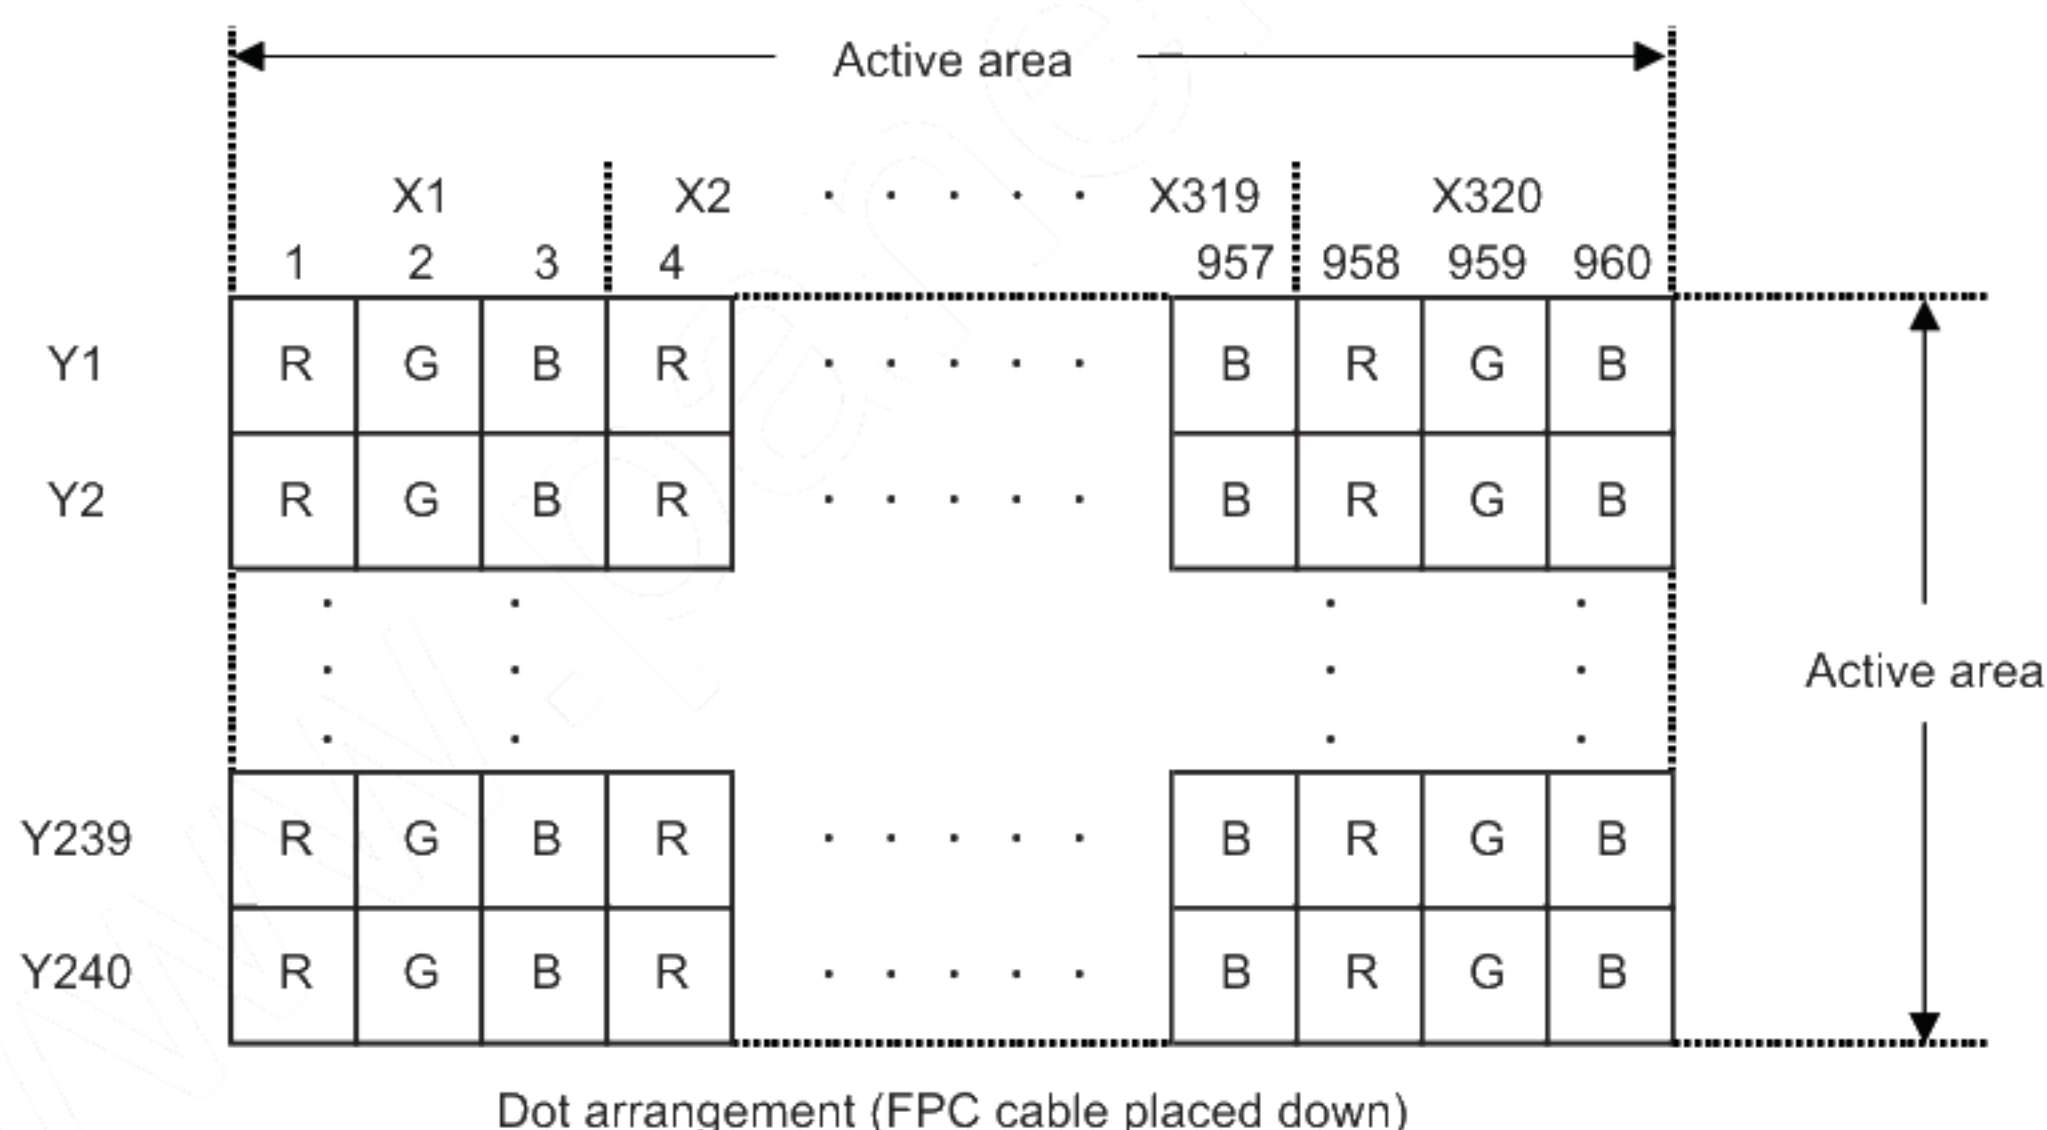 Active area
X1 X2 · · · · · X319 X320
1 2 3 4 957 958 959 960
Y1 R G B R · · · · · B R G B
Y2 R G B R · · · · · B R G B
Active area
Y239 R G B R · · · · · B R G B
Y240 R G B R · · · · · B R G B
Dot arrangement (FPC cable placed down)